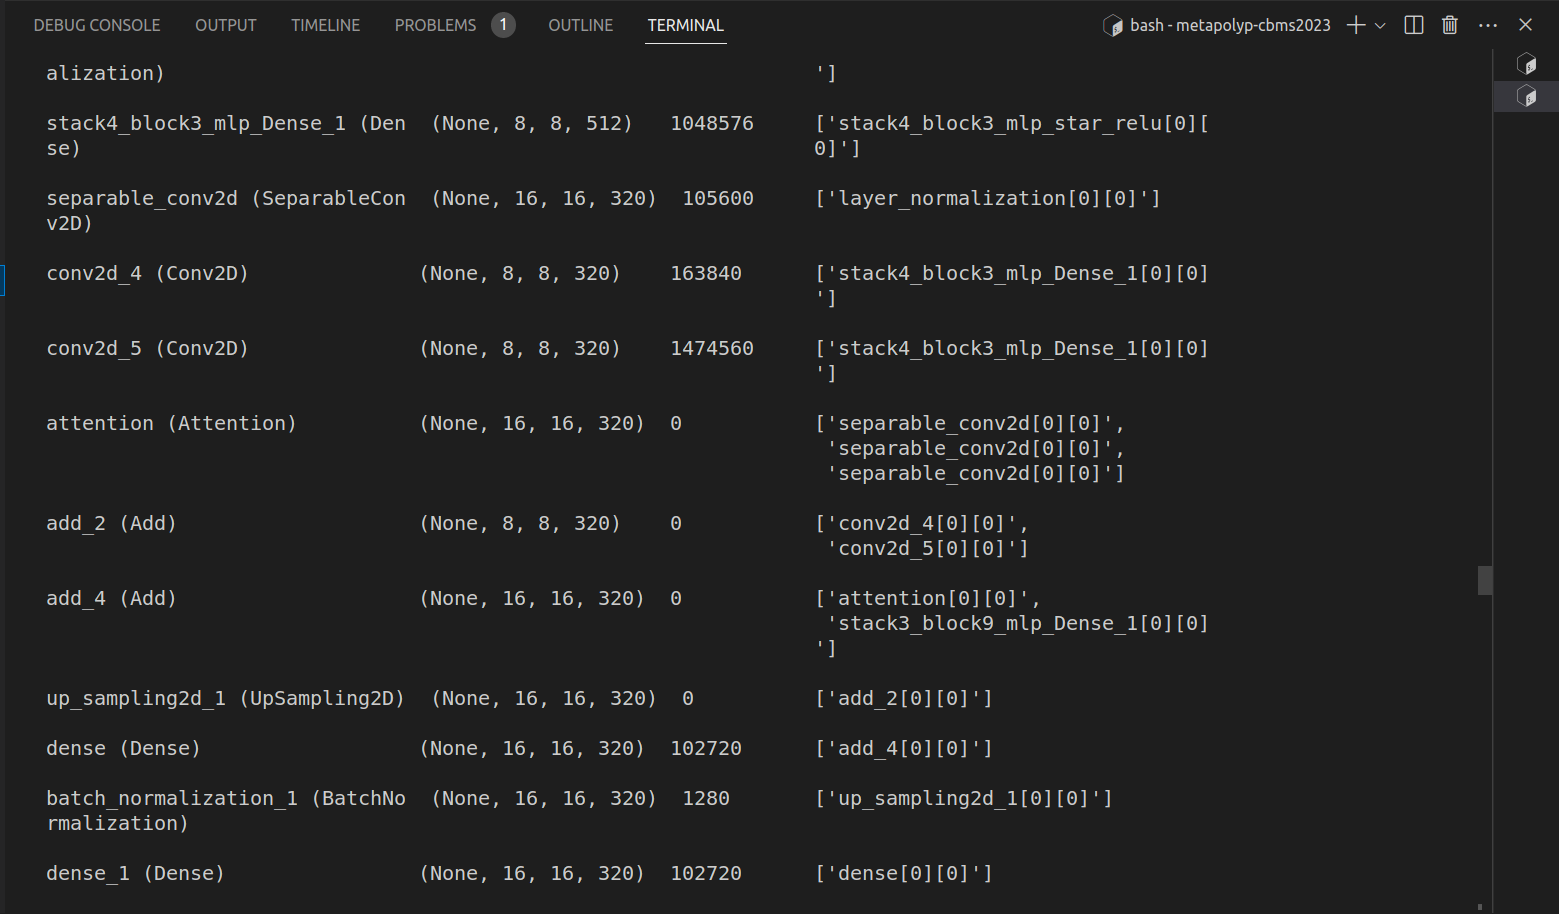 DEBUG CONSOLE OUTPUT TIMELINE PROBLEMS 1 OUTLINE TERMINAL bash - metapolyp-cbms2023
alization) ']
stack4_block3_mlp_Dense_1 (Den (None, 8, 8, 512) 1048576 ['stack4_block3_mlp_star_relu[0][
se) 0]']
separable_conv2d (SeparableCon (None, 16, 16, 320) 105600 ['layer_normalization[0][0]']
v2D)
conv2d_4 (Conv2D) (None, 8, 8, 320) 163840 ['stack4_block3_mlp_Dense_1[0][0]
']
conv2d_5 (Conv2D) (None, 8, 8, 320) 1474560 ['stack4_block3_mlp_Dense_1[0][0]
']
attention (Attention) (None, 16, 16, 320) 0 ['separable_conv2d[0][0]',
'separable_conv2d[0][0]',
'separable_conv2d[0][0]']
add_2 (Add) (None, 8, 8, 320) 0 ['conv2d_4[0][0]',
'conv2d_5[0][0]']
add_4 (Add) (None, 16, 16, 320) 0 ['attention[0][0]',
'stack3_block9_mlp_Dense_1[0][0]
']
up_sampling2d_1 (UpSampling2D) (None, 16, 16, 320) 0 ['add_2[0][0]']
dense (Dense) (None, 16, 16, 320) 102720 ['add_4[0][0]']
batch_normalization_1 (BatchNo (None, 16, 16, 320) 1280 ['up_sampling2d_1[0][0]']
rmalization)
dense_1 (Dense) (None, 16, 16, 320) 102720 ['dense[0][0]']